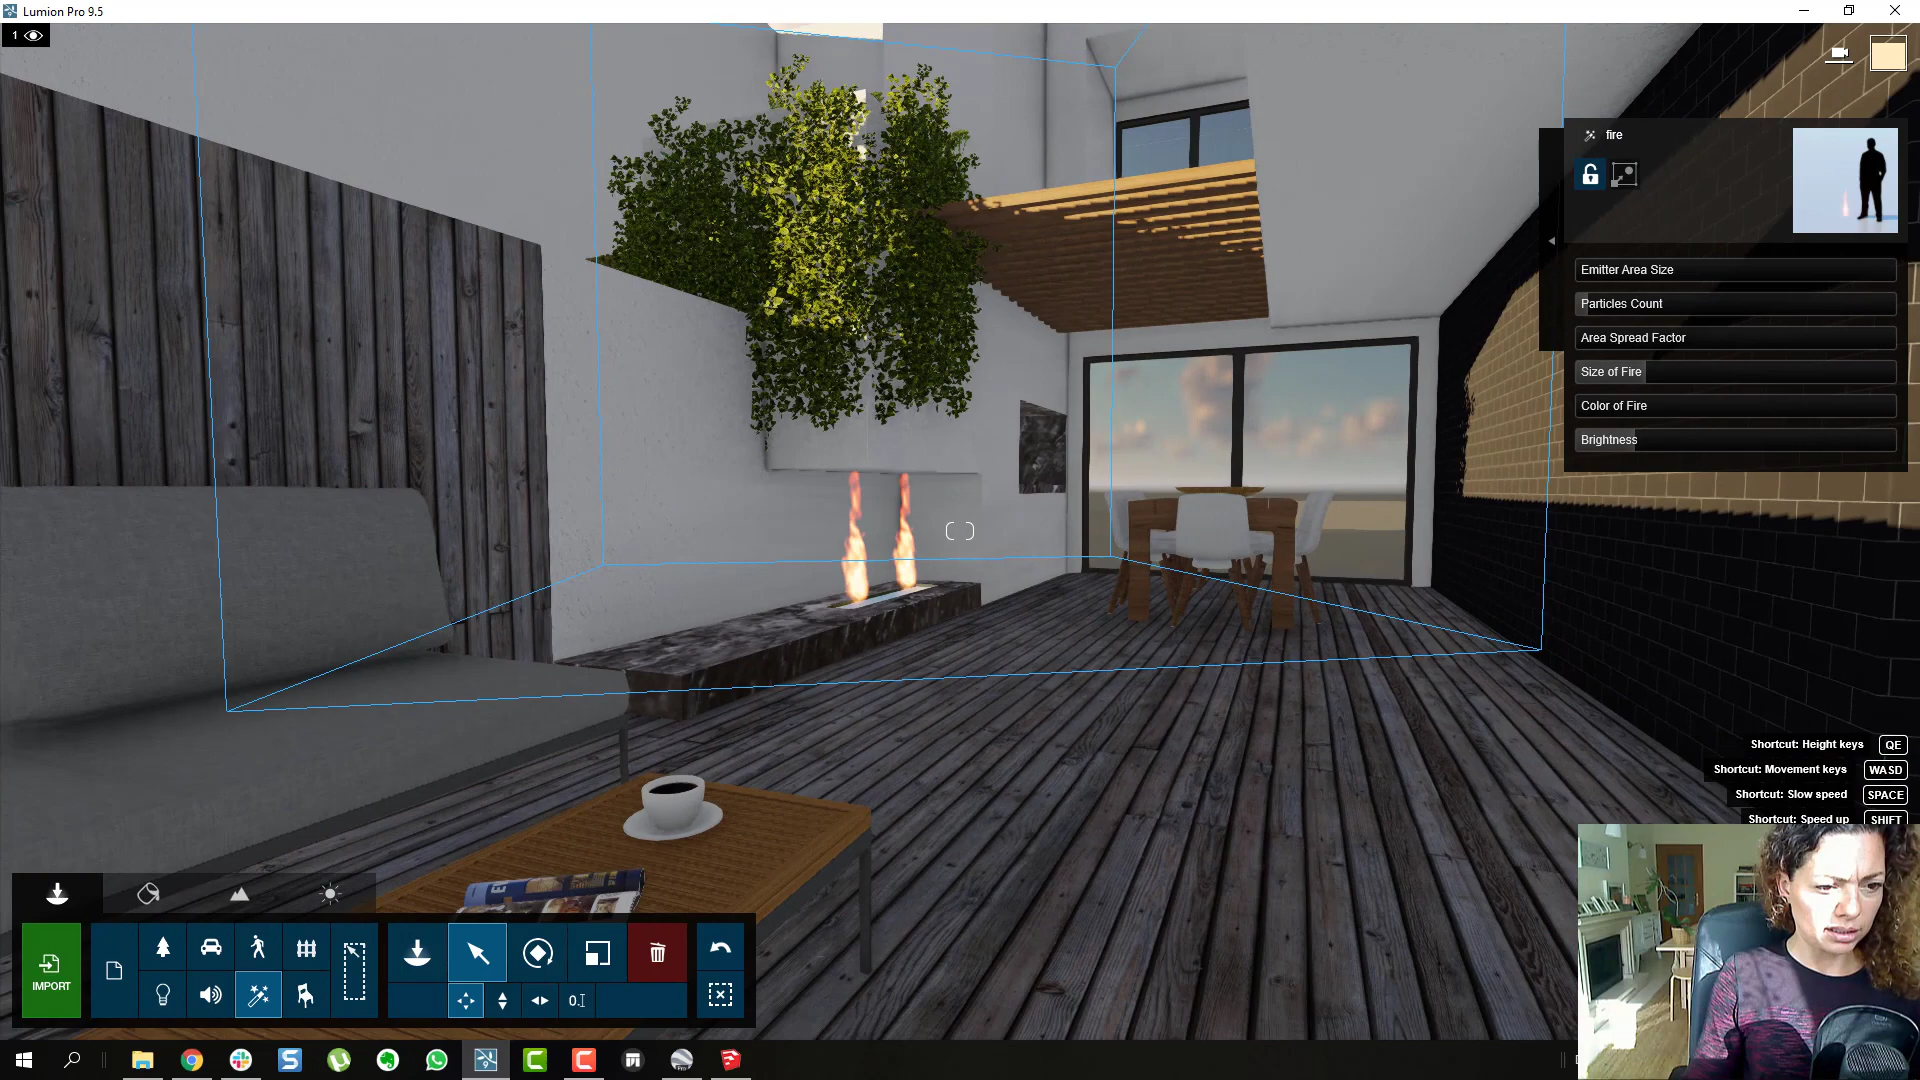 Lumion Pro 9.5
1
fire
Emitter Area Size
Particles Count
Area Spread Factor
Size of Fire
Color of Fire
Brightness
Shortcut: Height keys QE
Shortcut: Movement keys WASD
Shortcut: Slow speed SPACE
Shortcut: Speed up SHIFT
IMPORT